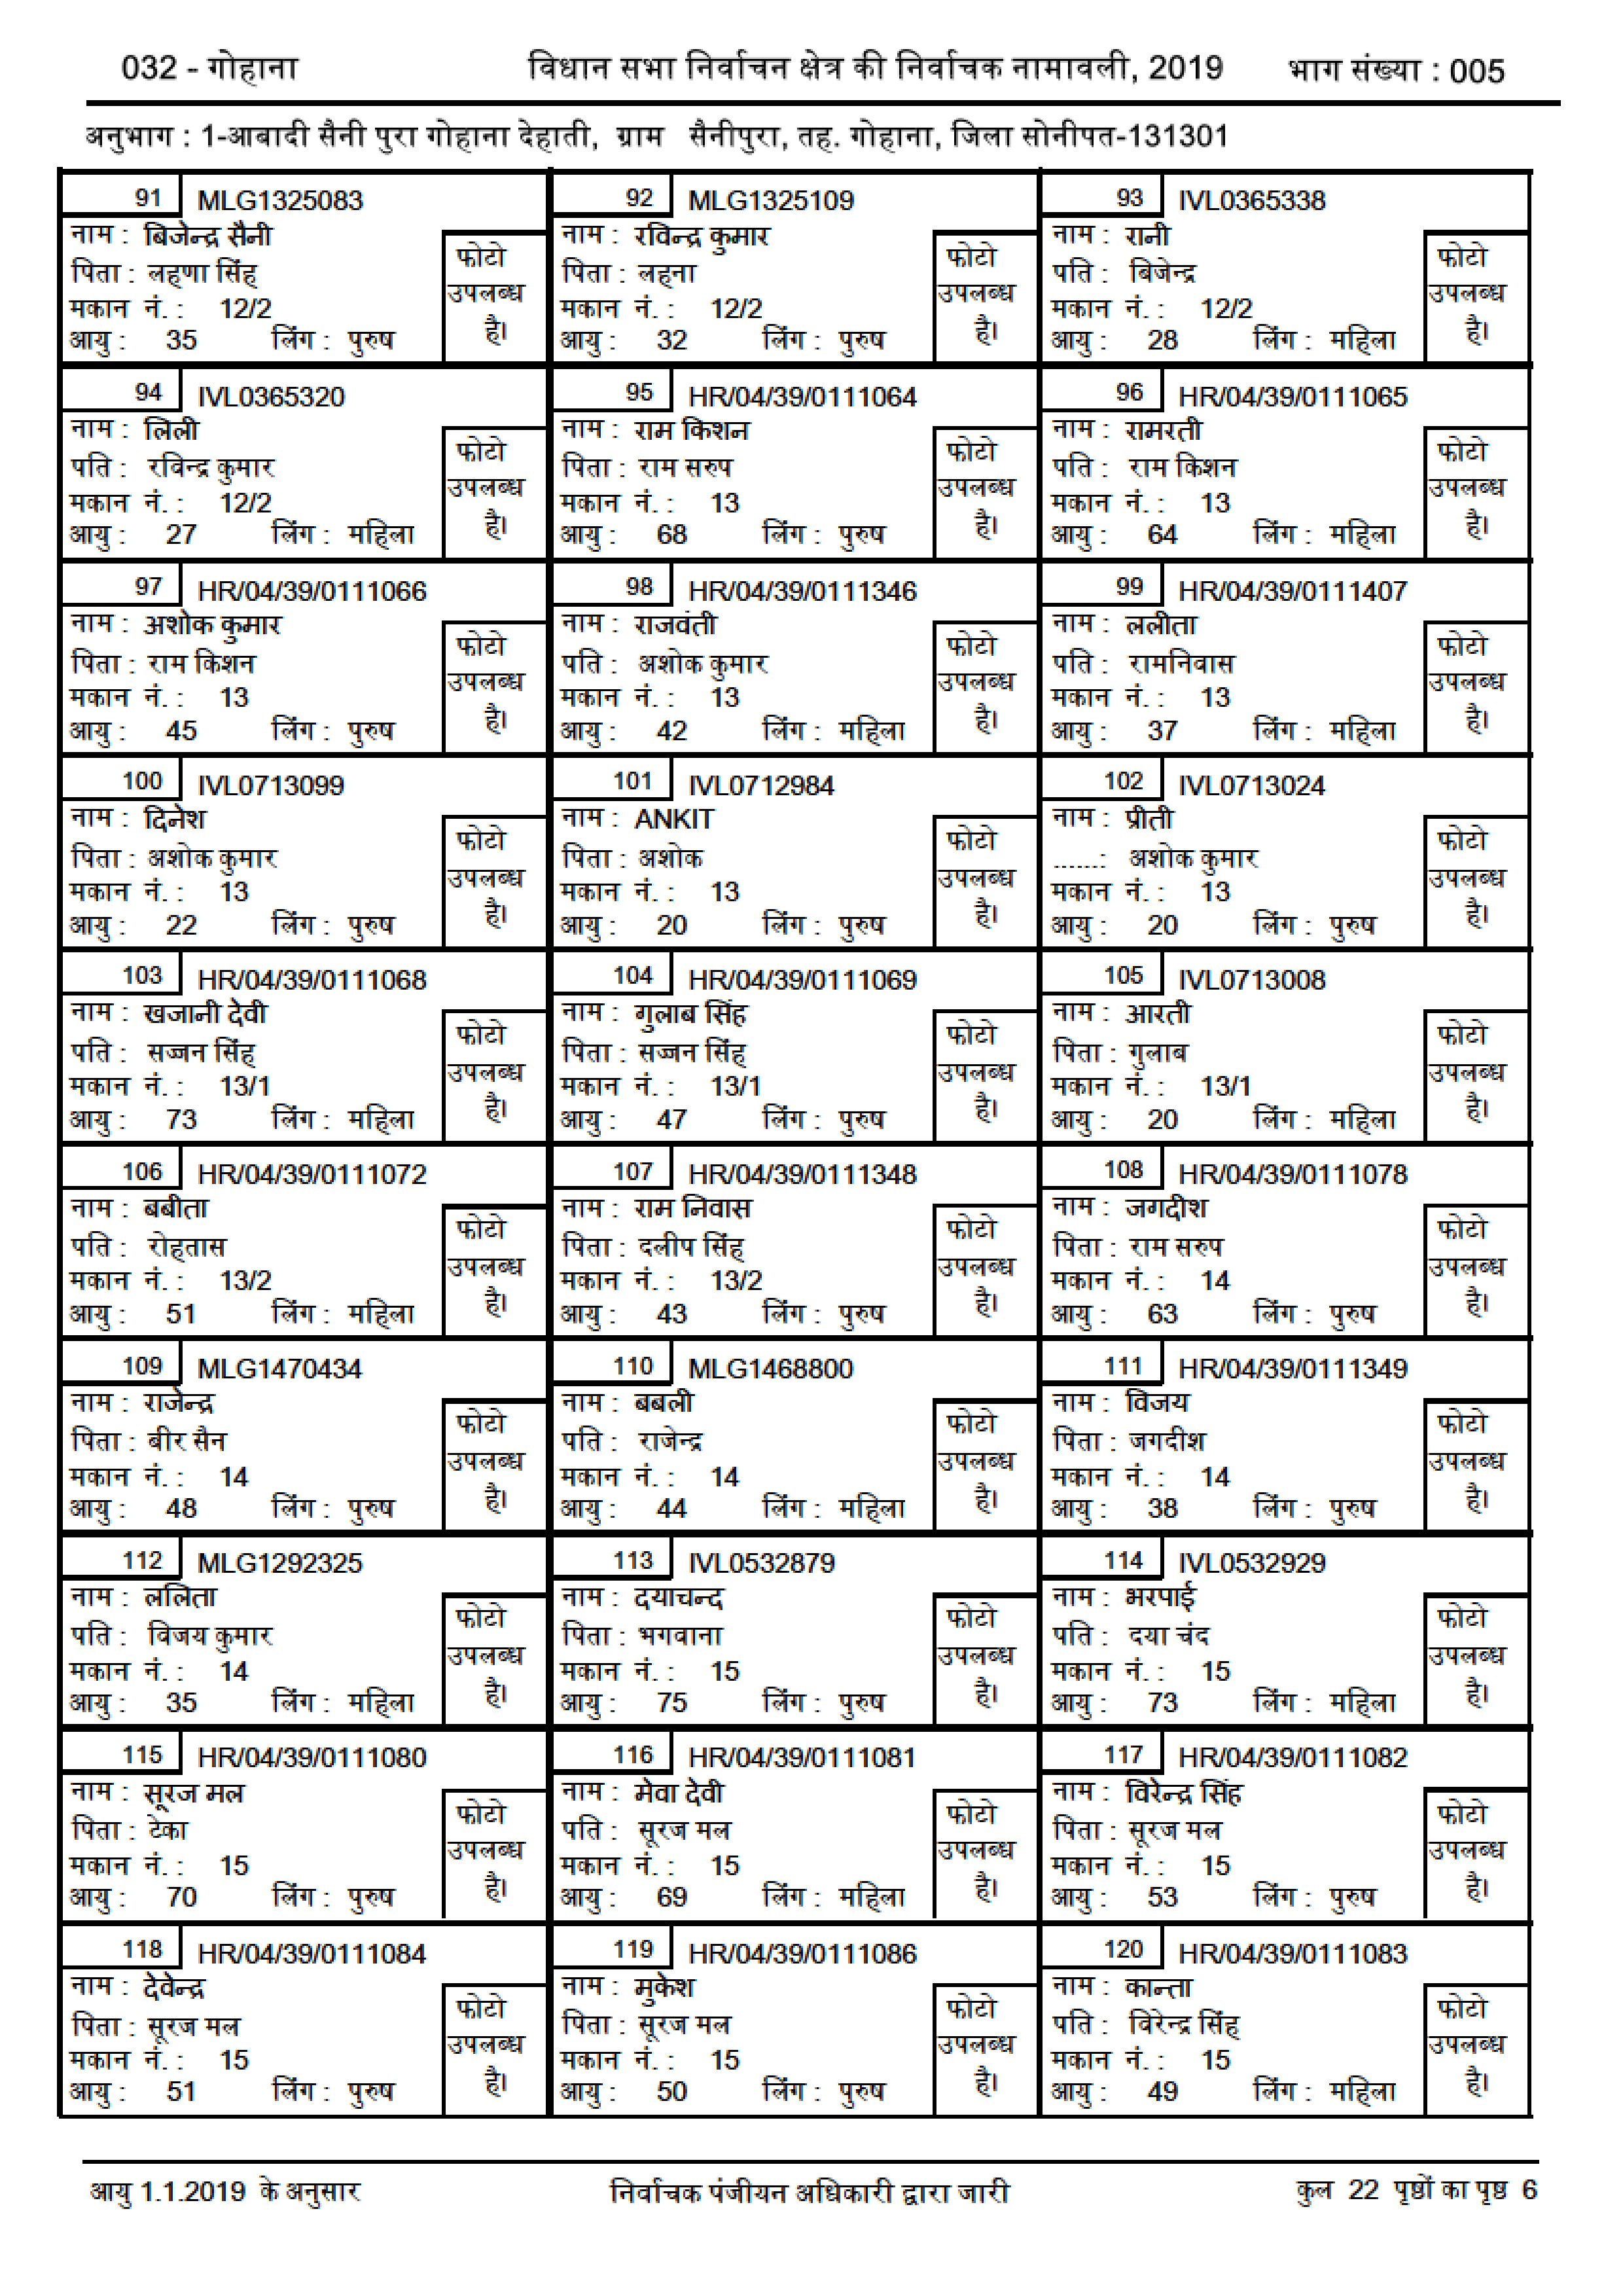 032 - गोहाना विधान सभा निर्वाचन क्षेत्र की निर्वाचक नामावली, 2019 भाग संख्या : 005
अनुभाग : 1-आबादी सैनी पुरा गोहाना देहाती, ग्राम सैनीपुरा, तह. गोहाना, जिला सोनीपत-131301
91 MLG1325083
नाम : बिजेन्द्र सैनी
पिता : लहणा सिंह
मकान नं. : 12/2
आयु : 35 लिंग : पुरुष
फोटो उपलब्ध है।
92 MLG1325109
नाम : रविन्द्र कुमार
पिता : लहना
मकान नं. : 12/2
आयु : 32 लिंग : पुरुष
फोटो उपलब्ध है।
93 IVL0365338
नाम : रानी
पति : बिजेन्द्र
मकान नं. : 12/2
आयु : 28 लिंग : महिला
फोटो उपलब्ध है।
94 IVL0365320
नाम : लिली
पति : रविन्द्र कुमार
मकान नं. : 12/2
आयु : 27 लिंग : महिला
फोटो उपलब्ध है।
95 HR/04/39/0111064
नाम : राम किशन
पिता : राम सरुप
मकान नं. : 13
आयु : 68 लिंग : पुरुष
फोटो उपलब्ध है।
96 HR/04/39/0111065
नाम : रामरती
पति : राम किशन
मकान नं. : 13
आयु : 64 लिंग : महिला
फोटो उपलब्ध है।
97 HR/04/39/0111066
नाम : अशोक कुमार
पिता : राम किशन
मकान नं. : 13
आयु : 45 लिंग : पुरुष
फोटो उपलब्ध है।
98 HR/04/39/0111346
नाम : राजवंती
पति : अशोक कुमार
मकान नं. : 13
आयु : 42 लिंग : महिला
फोटो उपलब्ध है।
99 HR/04/39/0111407
नाम : ललीता
पति : रामनिवास
मकान नं. : 13
आयु : 37 लिंग : महिला
फोटो उपलब्ध है।
100 IVL0713099
नाम : दिनेश
पिता : अशोक कुमार
मकान नं. : 13
आयु : 22 लिंग : पुरुष
फोटो उपलब्ध है।
101 IVL0712984
नाम : ANKIT
पिता : अशोक
मकान नं. : 13
आयु : 20 लिंग : पुरुष
फोटो उपलब्ध है।
102 IVL0713024
नाम : प्रीती
......: अशोक कुमार
मकान नं. : 13
आयु : 20 लिंग : पुरुष
फोटो उपलब्ध है।
103 HR/04/39/0111068
नाम : खजानी देवी
पति : सज्जन सिंह
मकान नं. : 13/1
आयु : 73 लिंग : महिला
फोटो उपलब्ध है।
104 HR/04/39/0111069
नाम : गुलाब सिंह
पिता : सज्जन सिंह
मकान नं. : 13/1
आयु : 47 लिंग : पुरुष
फोटो उपलब्ध है।
105 IVL0713008
नाम : आरती
पिता : गुलाब
मकान नं. : 13/1
आयु : 20 लिंग : महिला
फोटो उपलब्ध है।
106 HR/04/39/0111072
नाम : बबीता
पति : रोहतास
मकान नं. : 13/2
आयु : 51 लिंग : महिला
फोटो उपलब्ध है।
107 HR/04/39/0111348
नाम : राम निवास
पिता : दलीप सिंह
मकान नं. : 13/2
आयु : 43 लिंग : पुरुष
फोटो उपलब्ध है।
108 HR/04/39/0111078
नाम : जगदीश
पिता : राम सरुप
मकान नं. : 14
आयु : 63 लिंग : पुरुष
फोटो उपलब्ध है।
109 MLG1470434
नाम : राजेन्द्र
पिता : बीर सैन
मकान नं. : 14
आयु : 48 लिंग : पुरुष
फोटो उपलब्ध है।
110 MLG1468800
नाम : बबली
पति : राजेन्द्र
मकान नं. : 14
आयु : 44 लिंग : महिला
फोटो उपलब्ध है।
111 HR/04/39/0111349
नाम : विजय
पिता : जगदीश
मकान नं. : 14
आयु : 38 लिंग : पुरुष
फोटो उपलब्ध है।
112 MLG1292325
नाम : ललिता
पति : विजय कुमार
मकान नं. : 14
आयु : 35 लिंग : महिला
फोटो उपलब्ध है।
113 IVL0532879
नाम : दयाचन्द
पिता : भगवाना
मकान नं. : 15
आयु : 75 लिंग : पुरुष
फोटो उपलब्ध है।
114 IVL0532929
नाम : भरपाई
पति : दया चंद
मकान नं. : 15
आयु : 73 लिंग : महिला
फोटो उपलब्ध है।
115 HR/04/39/0111080
नाम : सूरज मल
पिता : टेका
मकान नं. : 15
आयु : 70 लिंग : पुरुष
फोटो उपलब्ध है।
116 HR/04/39/0111081
नाम : मेवा देवी
पति : सूरज मल
मकान नं. : 15
आयु : 69 लिंग : महिला
फोटो उपलब्ध है।
117 HR/04/39/0111082
नाम : विरेन्द्र सिंह
पिता : सूरज मल
मकान नं. : 15
आयु : 53 लिंग : पुरुष
फोटो उपलब्ध है।
118 HR/04/39/0111084
नाम : देवेन्द्र
पिता : सूरज मल
मकान नं. : 15
आयु : 51 लिंग : पुरुष
फोटो उपलब्ध है।
119 HR/04/39/0111086
नाम : मुकेश
पिता : सूरज मल
मकान नं. : 15
आयु : 50 लिंग : पुरुष
फोटो उपलब्ध है।
120 HR/04/39/0111083
नाम : कान्ता
पति : विरेन्द्र सिंह
मकान नं. : 15
आयु : 49 लिंग : महिला
फोटो उपलब्ध है।
आयु 1.1.2019 के अनुसार निर्वाचक पंजीयन अधिकारी द्वारा जारी कुल 22 पृष्ठों का पृष्ठ 6